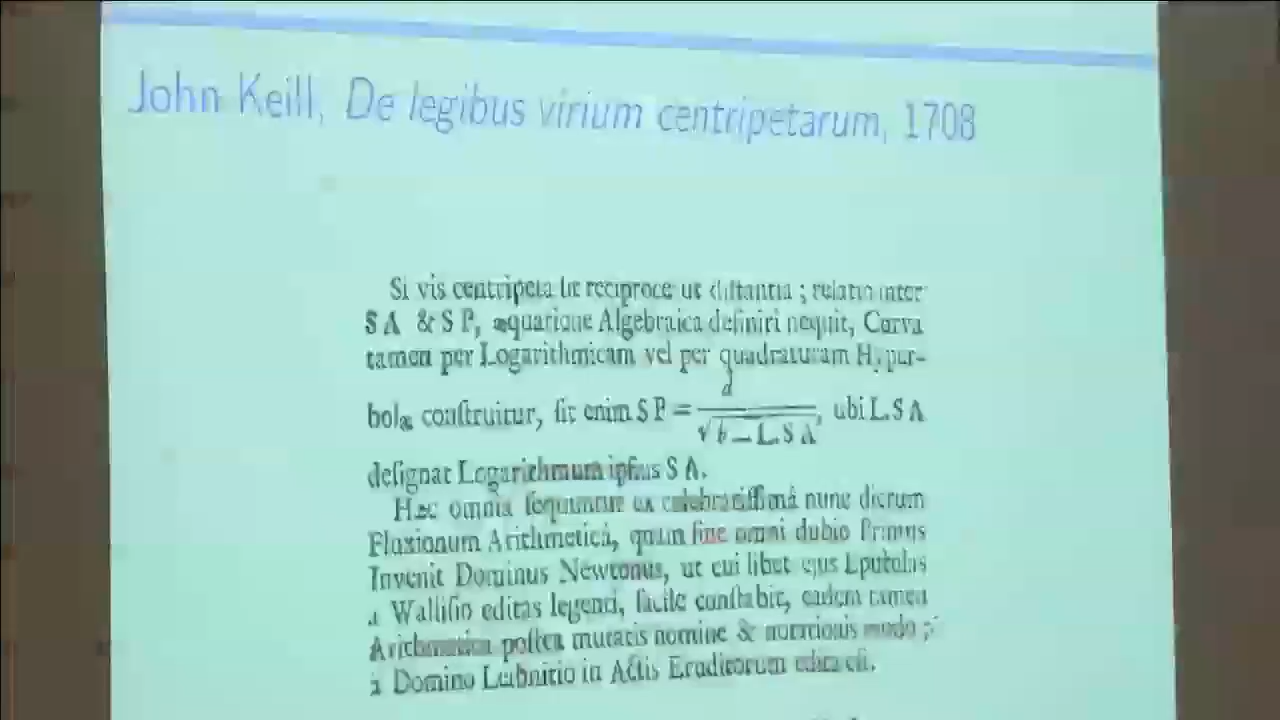 John Keill, De legibus virium centripetarum, 1708
Si vis centripeta sit reciproce ut distantia ; relatio inter
S A & S P, æquatione Algebraica definiri nequit, Curva
tamen per Logarithmicam vel per quadraturam Hyper-
bolæ construitur, sit enim S P = d / √b – L.S A, ubi L.S A
designat Logarithmum ipsius S A.
Hæc omnia sequuntur ex celebratissimâ nunc dierum
Fluxionum Arithmeticâ, quam sine omni dubio Primus
Invenit Dominus Newtonus, ut cui libet ejus Epistolas
a Wallisio editas legenti, facile constabit, eadem tamen
Arithmetica postea mutatis nomine & notationis modo
à Domino Leibnitio in Actis Eruditorum edita est.